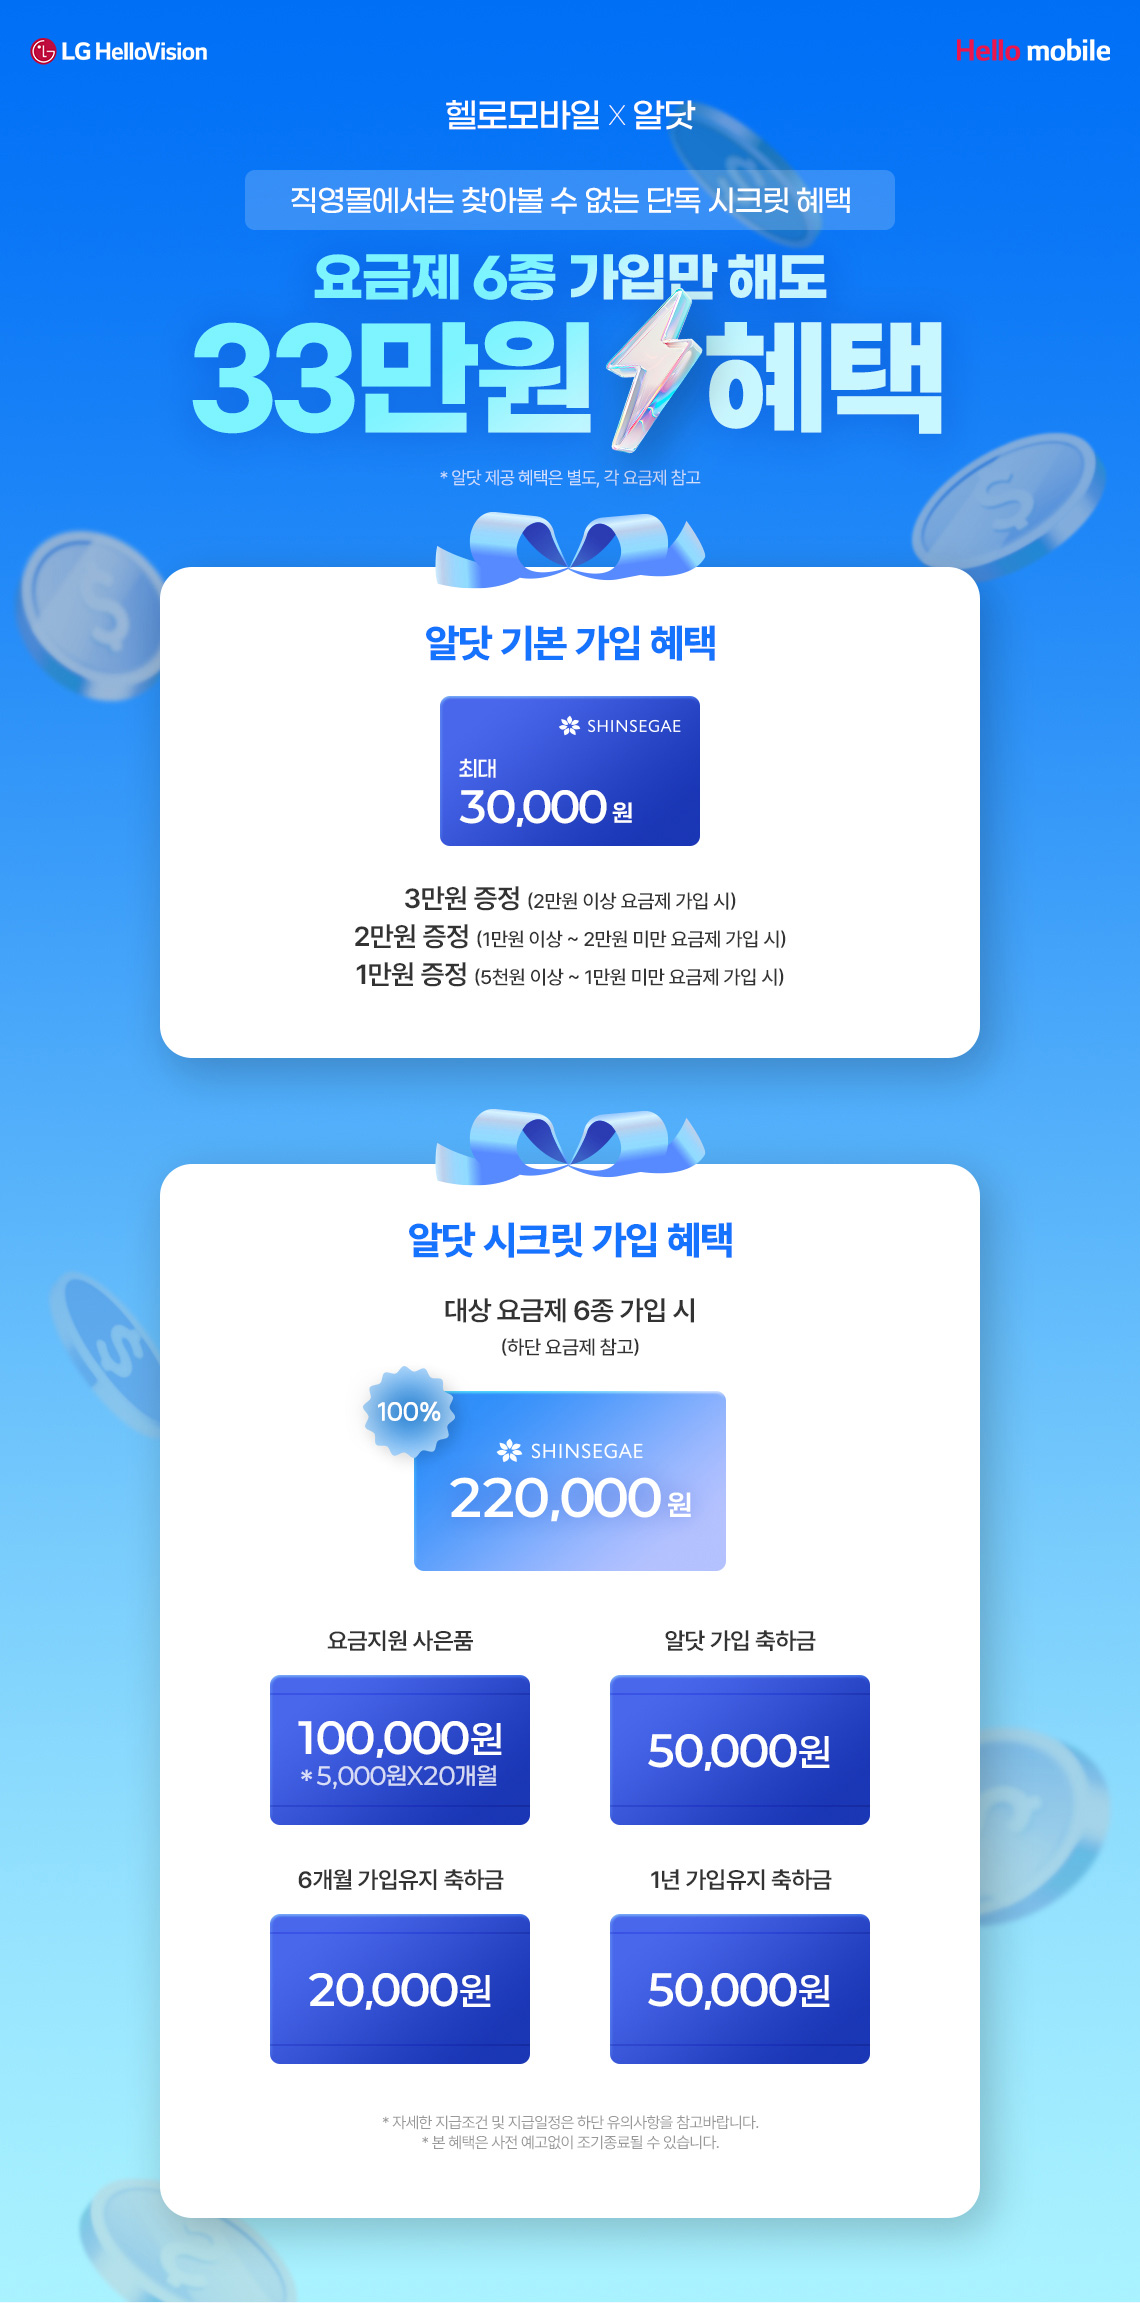 LG HelloVision
Hello mobile
헬로모바일 X 알닷
직영몰에서는 찾아볼 수 없는 단독 시크릿 혜택
요금제 6종 가입만 해도
33만원 혜택
* 알닷 제공 혜택은 별도, 각 요금제 참고
알닷 기본 가입 혜택
SHINSEGAE
최대
30,000 원
3만원 증정 (2만원 이상 요금제 가입 시)
2만원 증정 (1만원 이상 ~ 2만원 미만 요금제 가입 시)
1만원 증정 (5천원 이상 ~ 1만원 미만 요금제 가입 시)
알닷 시크릿 가입 혜택
대상 요금제 6종 가입 시
(하단 요금제 참고)
100%
SHINSEGAE
220,000 원
요금지원 사은품
100,000원
* 5,000원X20개월
알닷 가입 축하금
50,000원
6개월 가입유지 축하금
20,000원
1년 가입유지 축하금
50,000원
* 자세한 지급조건 및 지급일정은 하단 유의사항을 참고바랍니다.
* 본 혜택은 사전 예고없이 조기종료될 수 있습니다.